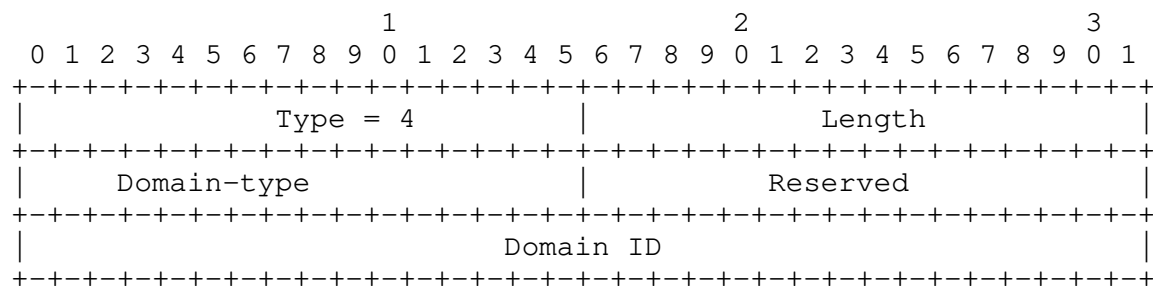 1                   2                   3
 0 1 2 3 4 5 6 7 8 9 0 1 2 3 4 5 6 7 8 9 0 1 2 3 4 5 6 7 8 9 0 1
+-+-+-+-+-+-+-+-+-+-+-+-+-+-+-+-+-+-+-+-+-+-+-+-+-+-+-+-+-+-+-+-+
|              Type = 4         |             Length            |
+-+-+-+-+-+-+-+-+-+-+-+-+-+-+-+-+-+-+-+-+-+-+-+-+-+-+-+-+-+-+-+-+
|     Domain-type               |          Reserved             |
+-+-+-+-+-+-+-+-+-+-+-+-+-+-+-+-+-+-+-+-+-+-+-+-+-+-+-+-+-+-+-+-+
|                           Domain ID                           |
+-+-+-+-+-+-+-+-+-+-+-+-+-+-+-+-+-+-+-+-+-+-+-+-+-+-+-+-+-+-+-+-+